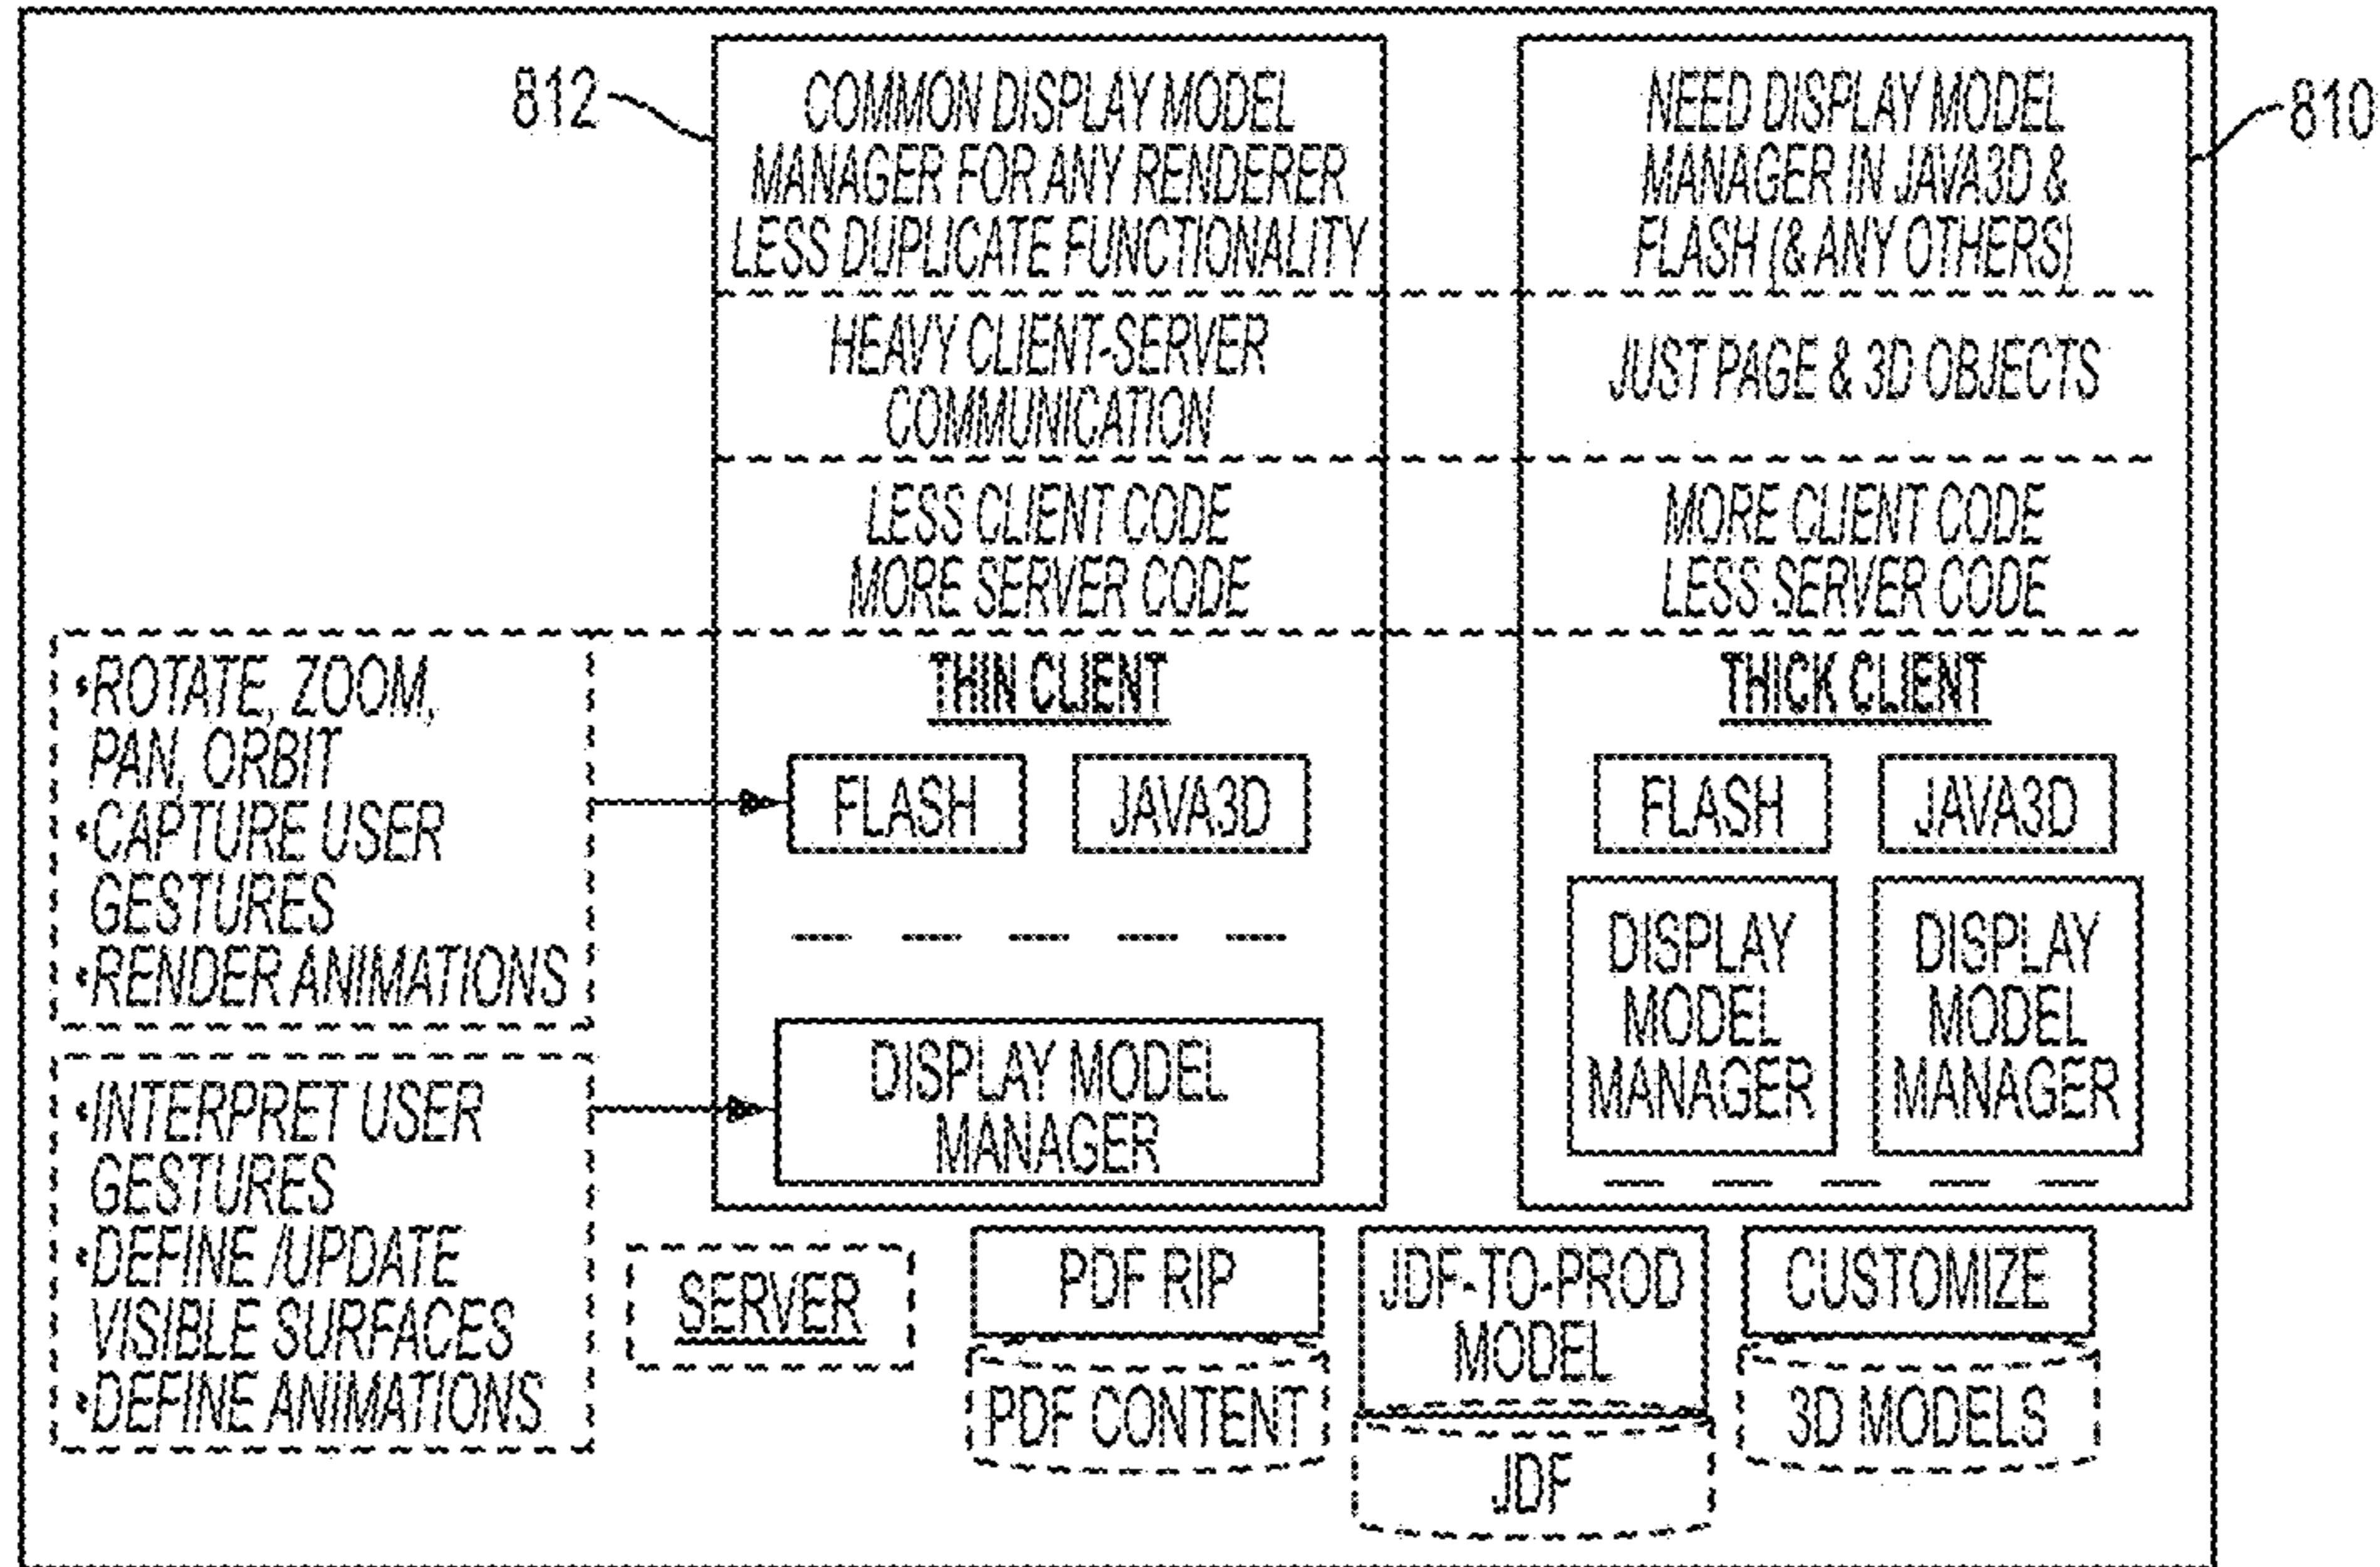 812
COMMON DISPLAY MODEL
MANAGER FOR ANY RENDERER
LESS DUPLICATE FUNCTIONALITY
NEED DISPLAY MODEL
MANAGER IN JAVA3D &
FLASH (& ANY OTHERS)
810
HEAVY CLIENT-SERVER
COMMUNICATION
JUST PAGE & 3D OBJECTS
LESS CLIENT CODE
MORE SERVER CODE
MORE CLIENT CODE
LESS SERVER CODE
•ROTATE, ZOOM,
PAN, ORBIT
•CAPTURE USER
GESTURES
•RENDER ANIMATIONS
THIN CLIENT
FLASH
JAVA3D
THICK CLIENT
FLASH
JAVA3D
DISPLAY
MODEL
MANAGER
DISPLAY
MODEL
MANAGER
•INTERPRET USER
GESTURES
•DEFINE /UPDATE
VISIBLE SURFACES
•DEFINE ANIMATIONS
DISPLAY MODEL
MANAGER
SERVER
PDF RIP
PDF CONTENT
JDF-TO-PROD
MODEL
JDF
CUSTOMIZE
3D MODELS